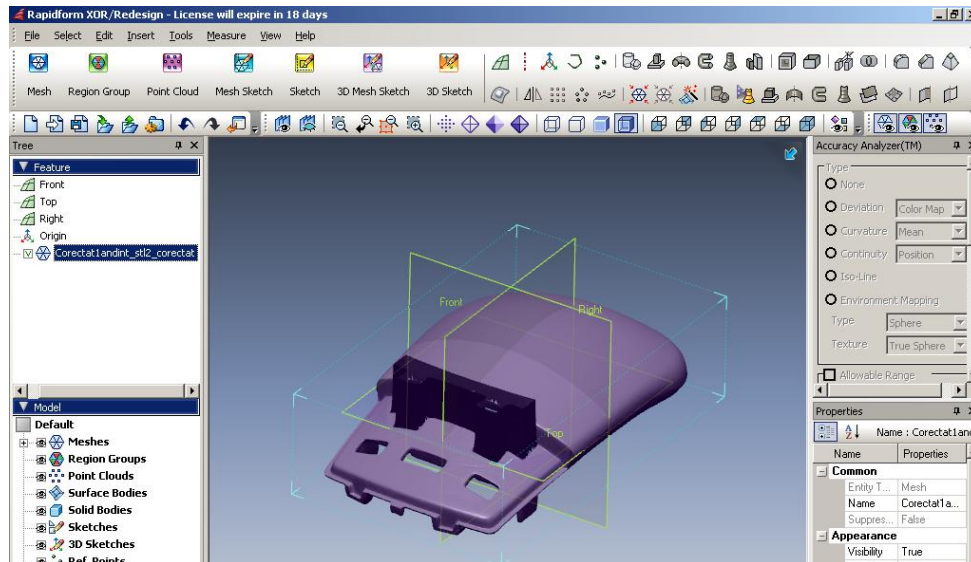 Rapidform XOR/Redesign - License will expire in 18 days
File Select Edit Insert Tools Measure View Help
Mesh Region Group Point Cloud Mesh Sketch Sketch 3D Mesh Sketch 3D Sketch
Tree
Feature
Front
Top
Right
Origin
Corectat1andint_stl2_corectat
Model
Default
Meshes
Region Groups
Point Clouds
Surface Bodies
Solid Bodies
Sketches
3D Sketches
Ref. Points
Front
Right
Top
Accuracy Analyzer(TM)
Type
None
Deviation Color Map
Curvature Mean
Continuity Position
Iso-Line
Environment Mapping
Type Sphere
Texture True Sphere
Allowable Range
Properties
Name : Corectat1an
Name Properties
Common
Entity T... Mesh
Name Corectat1a...
Suppres... False
Appearance
Visibility True